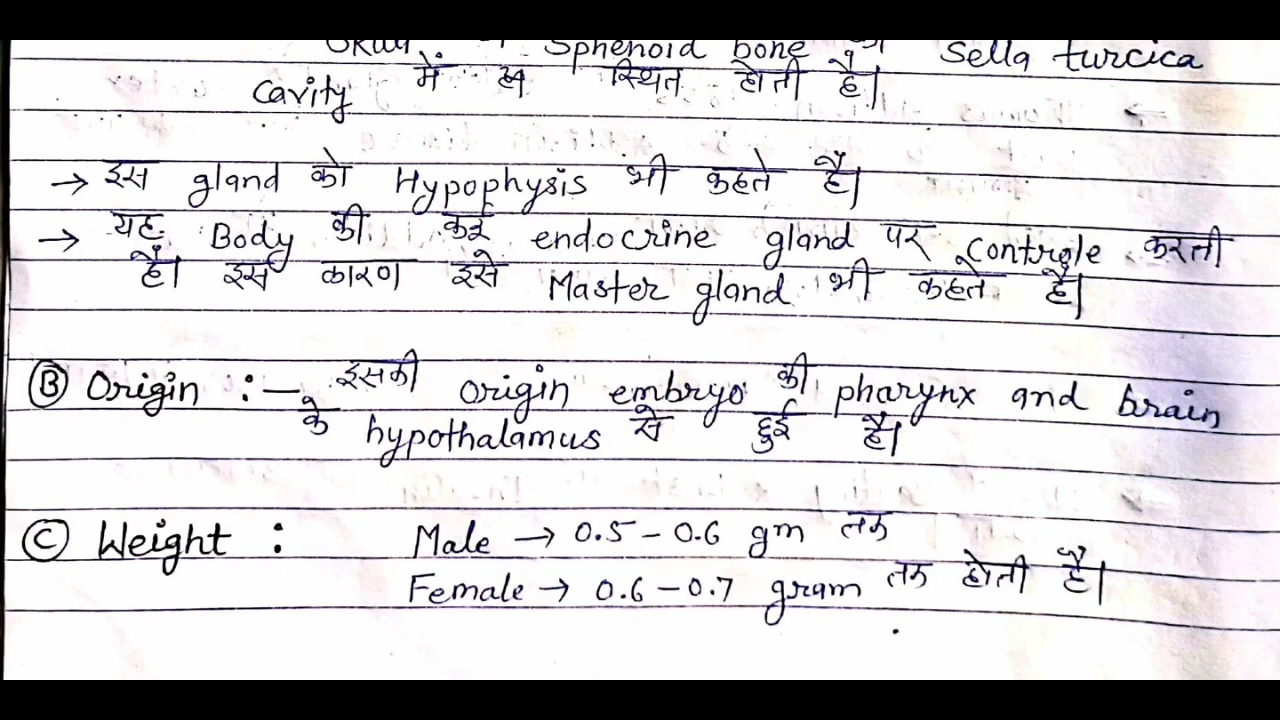 Skull Sphenoid bone की Sella turcica
Cavity में स्थित होती है।
→ इस gland को Hypophysis भी कहते हैं।
→ यह Body की कई endocrine gland पर Controle करती
है। इस कारण इसे Master gland भी कहते हैं।
Ⓑ Origin :— इसकी origin embryo की pharynx and brain
के hypothalamus से हुई है।
Ⓒ Weight : Male → 0.5 – 0.6 gm तक
Female → 0.6 – 0.7 gram तक होती है।